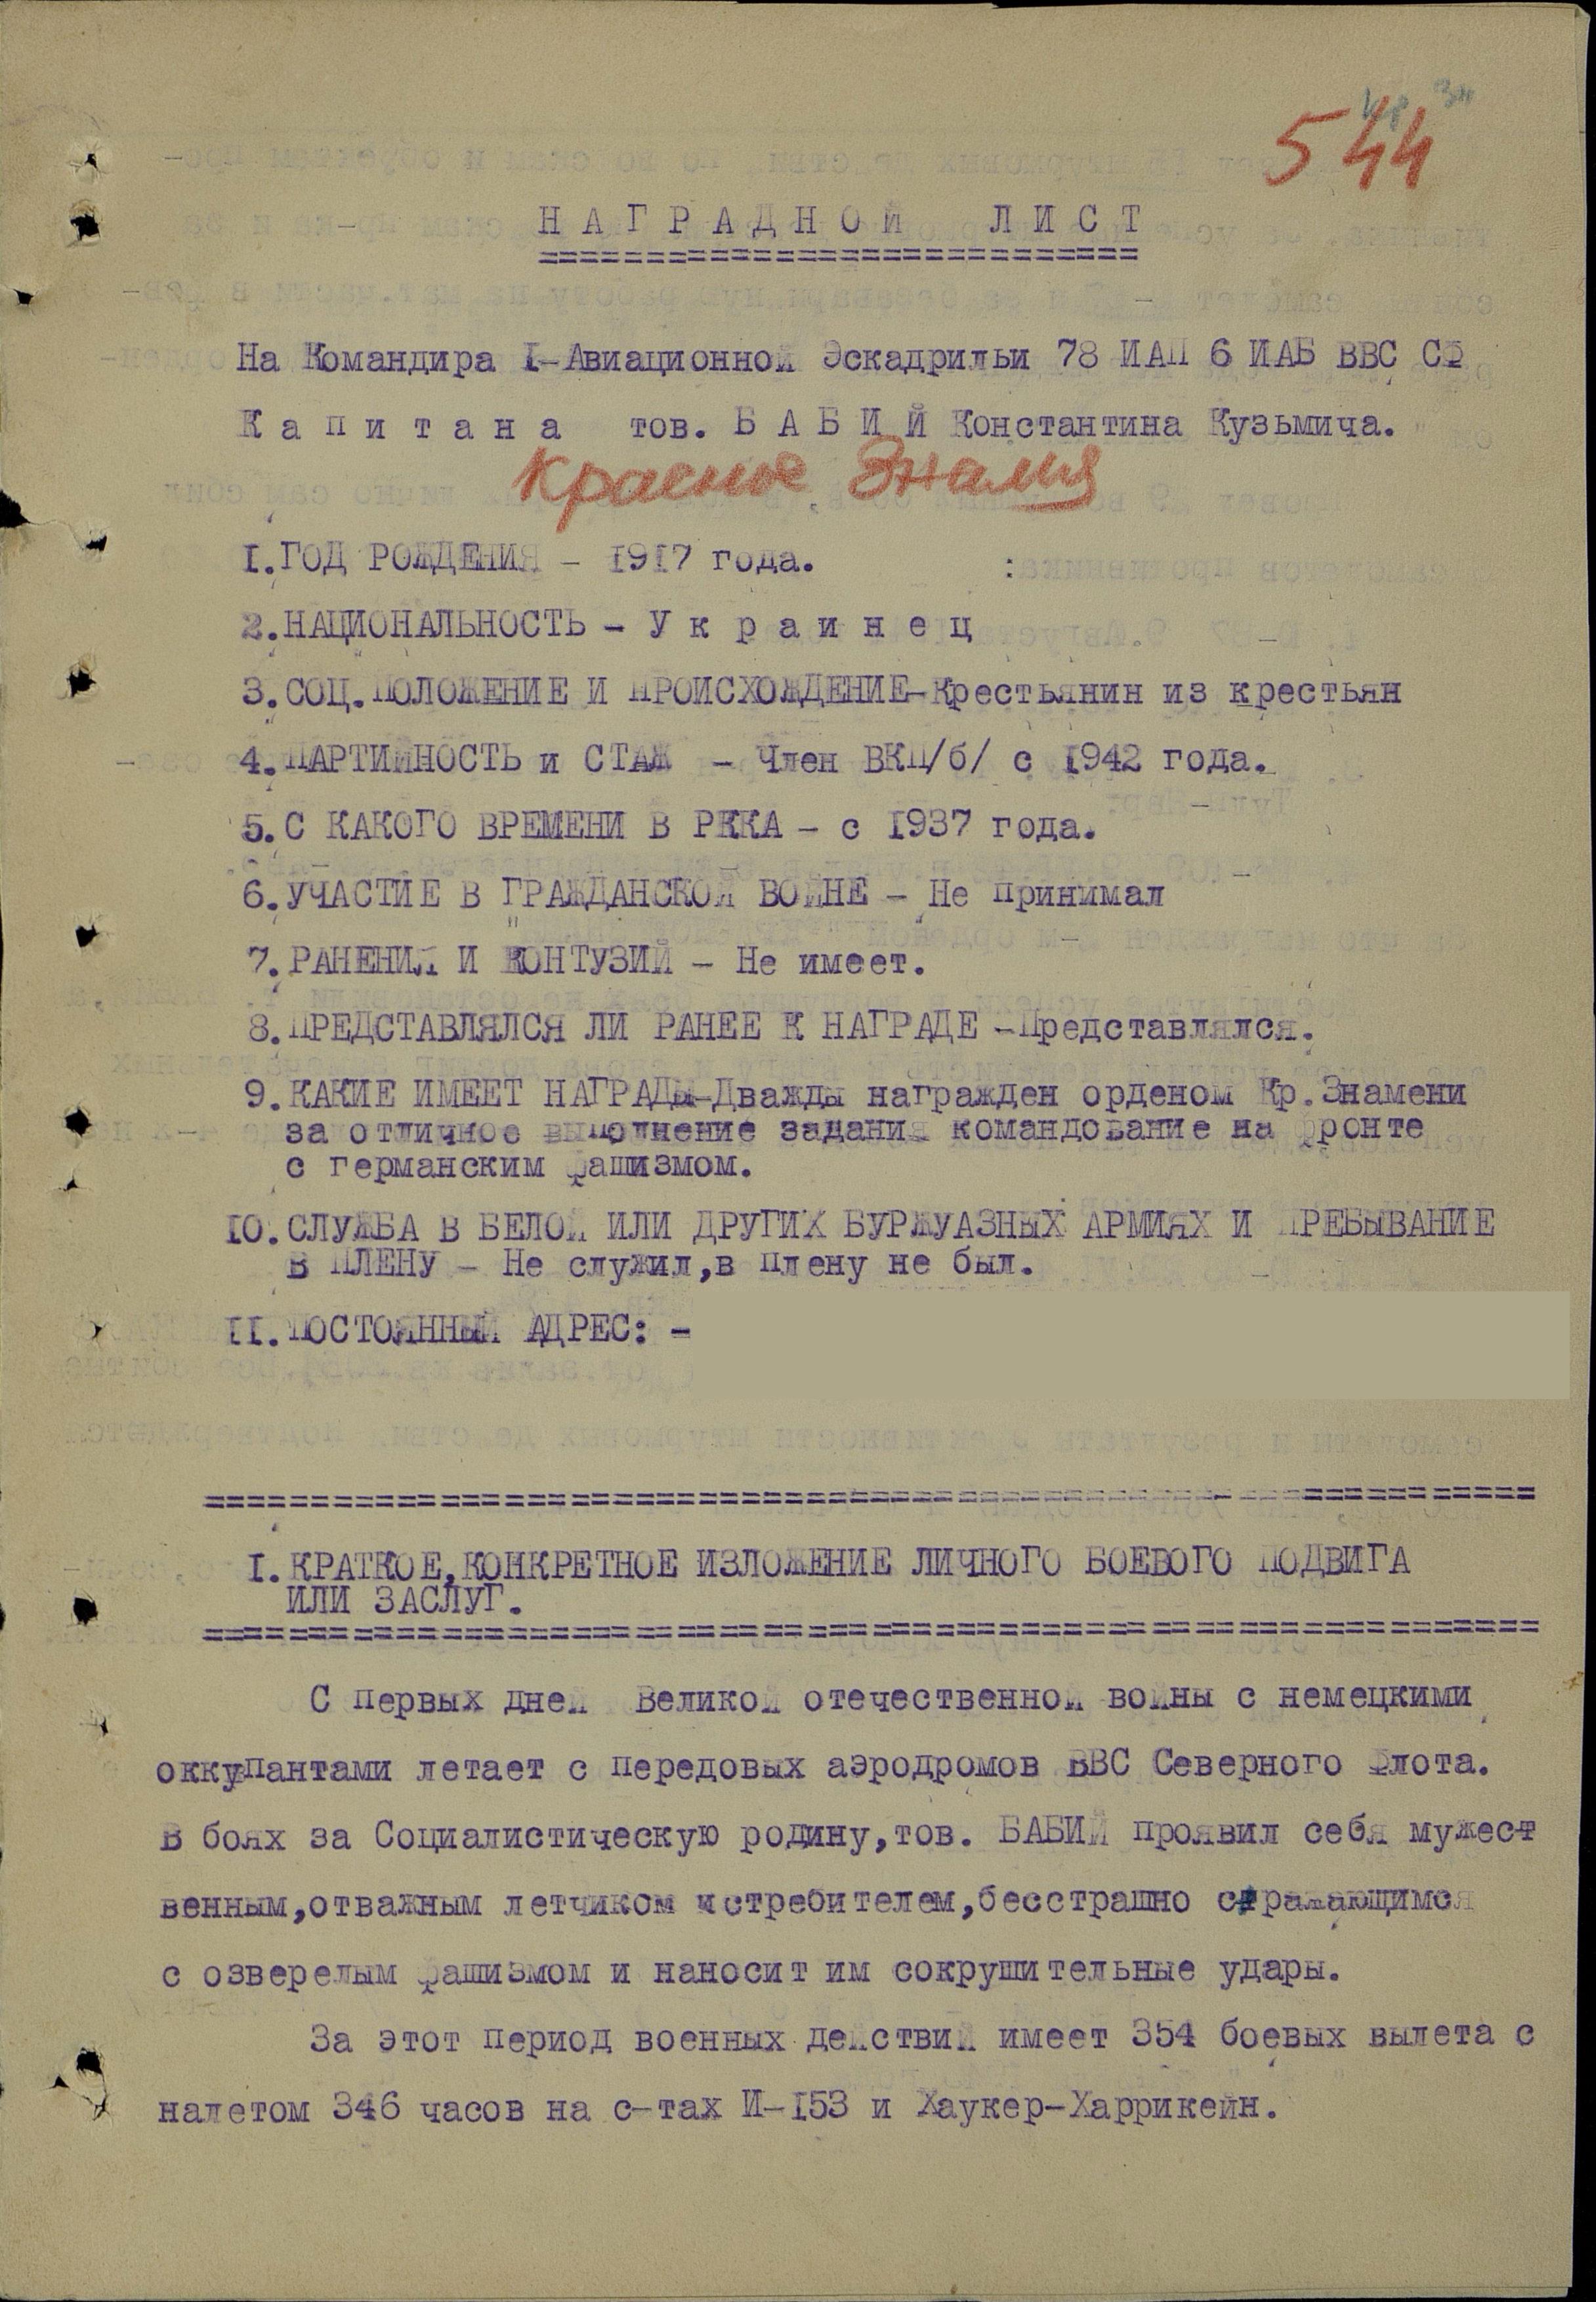 544
Н А Г Р А Д Н О Й Л И С Т
На Командира I-Авиационной Эскадрильи 78 ИАП 6 ИАБ ВВС СФ
К а п и т а н а тов. Б А Б И Й Константина Кузьмича.
Красное Знамя
I. ГОД РОЖДЕНИЯ - 1917 года.
2. НАЦИОНАЛЬНОСТЬ - У к р а и н е ц
3. СОЦ. ПОЛОЖЕНИЕ И ПРОИСХОЖДЕНИЕ-Крестьянин из крестьян
4. ПАРТИЙНОСТЬ и СТАЖ - Член ВКП/б/ с 1942 года.
5. С КАКОГО ВРЕМЕНИ В РККА - с 1937 года.
6. УЧАСТИЕ В ГРАЖДАНСКОЙ ВОЙНЕ - Не принимал
7. РАНЕНИЯ И КОНТУЗИЙ - Не имеет.
8. ПРЕДСТАВЛЯЛСЯ ЛИ РАНЕЕ К НАГРАДЕ -Представлялся.
9. КАКИЕ ИМЕЕТ НАГРАДЫ-Дважды награжден орденом Кр.Знамени
за отличное выполнение задания командование на фронте
с германским фашизмом.
10. СЛУЖБА В БЕЛОЙ ИЛИ ДРУГИХ БУРЖУАЗНЫХ АРМИЯХ И ПРЕБЫВАНИЕ
В ПЛЕНУ - Не служил,в плену не был.
II. ПОСТОЯННЫЙ АДРЕС: -
I. КРАТКОЕ,КОНКРЕТНОЕ ИЗЛОЖЕНИЕ ЛИЧНОГО БОЕВОГО ПОДВИГА
ИЛИ ЗАСЛУГ.
С первых дней Великой отечественной войны с немецкими
оккупантами летает с передовых аэродромов ВВС Северного Флота.
В боях за Социалистическую родину,тов. БАБИЙ проявил себя мужест
венным,отважным летчиком истребителем,бесстрашно сражающимся
с озверелым фашизмом и наносит им сокрушительные удары.
За этот период военных действий имеет 354 боевых вылета с
налетом 346 часов на с-тах И-153 и Хаукер-Харрикейн.